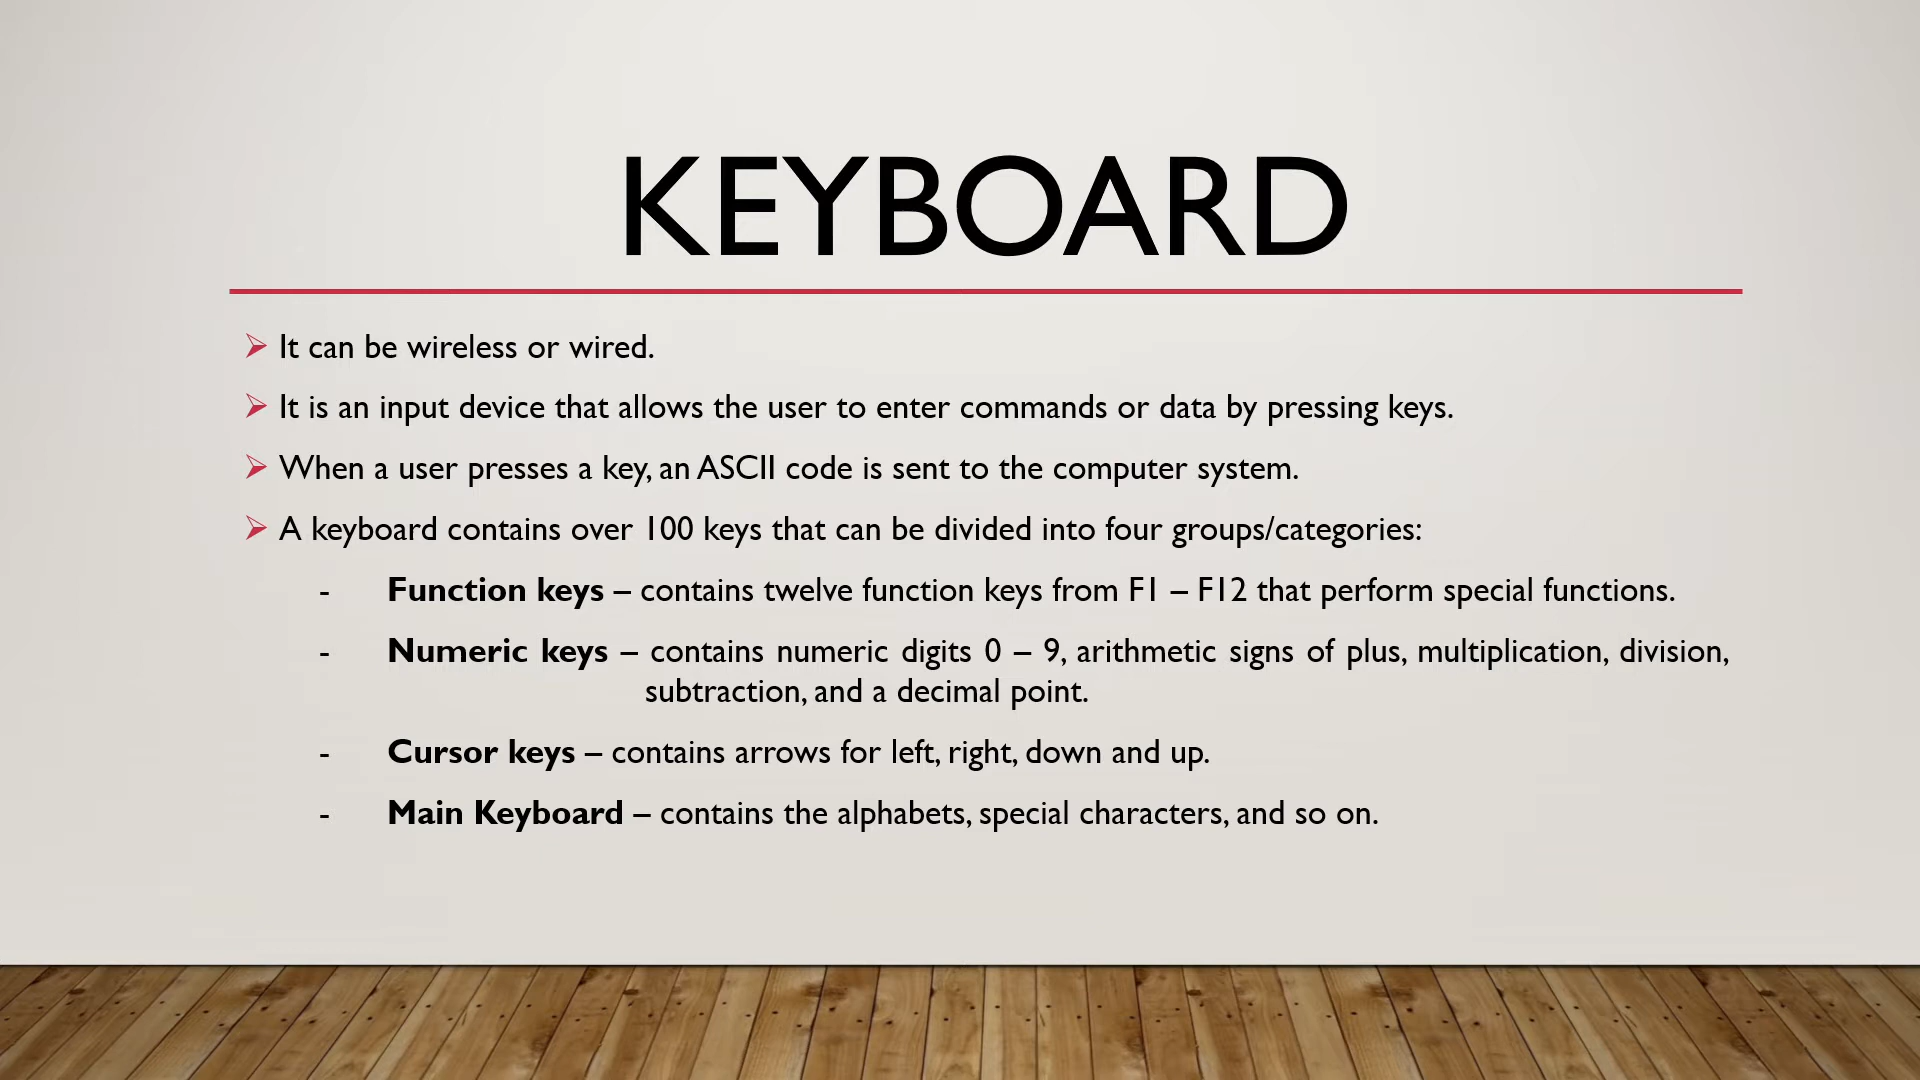 KEYBOARD
It can be wireless or wired.
It is an input device that allows the user to enter commands or data by pressing keys.
When a user presses a key, an ASCII code is sent to the computer system.
A keyboard contains over 100 keys that can be divided into four groups/categories:
- Function keys – contains twelve function keys from F1 – F12 that perform special functions.
- Numeric keys – contains numeric digits 0 – 9, arithmetic signs of plus, multiplication, division,
subtraction, and a decimal point.
- Cursor keys – contains arrows for left, right, down and up.
- Main Keyboard – contains the alphabets, special characters, and so on.